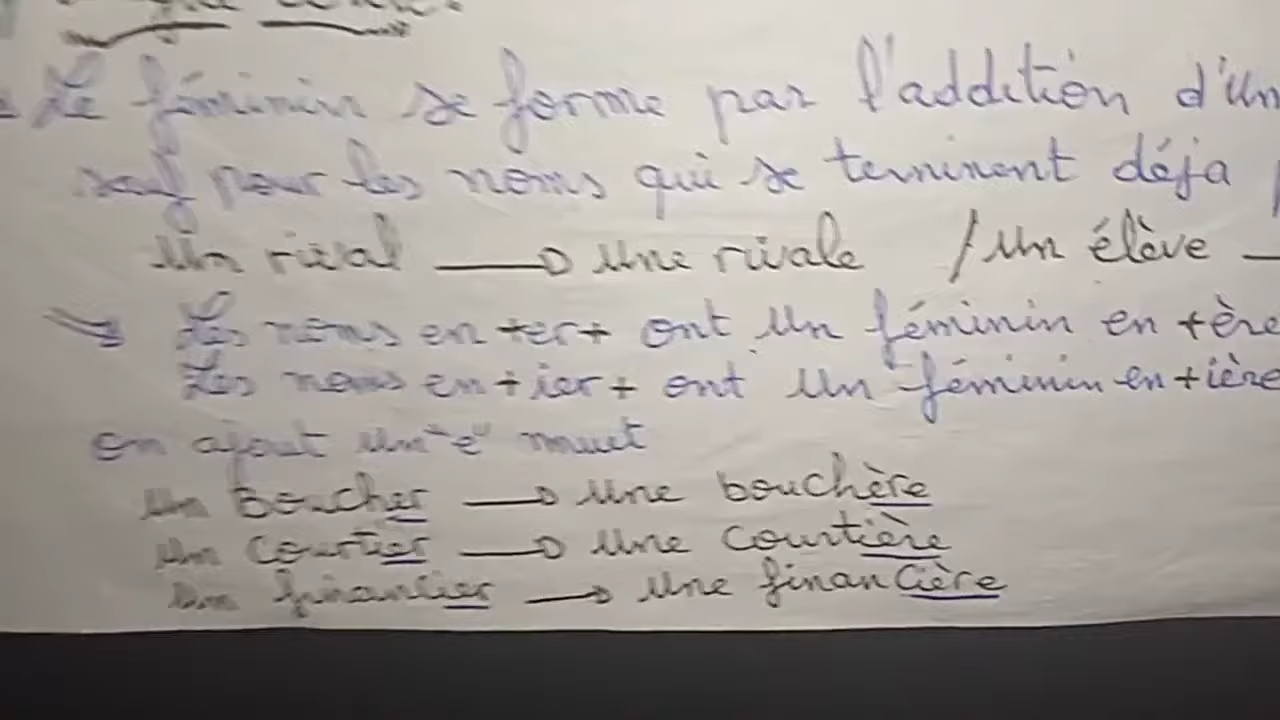 Le féminin se forme par l'addition d'un
sauf pour les noms qui se terminent déja
un rival → une rivale / un élève
Les noms en +er+ ont un féminin en +ère
Les noms en +ier+ ont un féminin en +ière
on ajout un "e" muet
un boucher → une bouchère
un courtier → une courtière
un financier → une financière